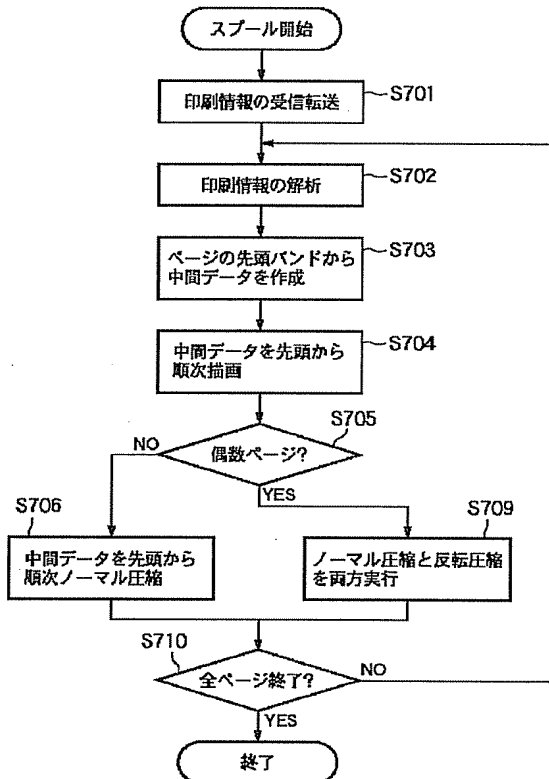 スプール開始
印刷情報の受信転送
S701
印刷情報の解析
S702
ページの先頭バンドから
中間データを作成
S703
中間データを先頭から
順次描画
S704
偶数ページ?
S705
NO
YES
S706
中間データを先頭から
順次ノーマル圧縮
S709
ノーマル圧縮と反転圧縮
を両方実行
S710
全ページ終了?
NO
YES
終了